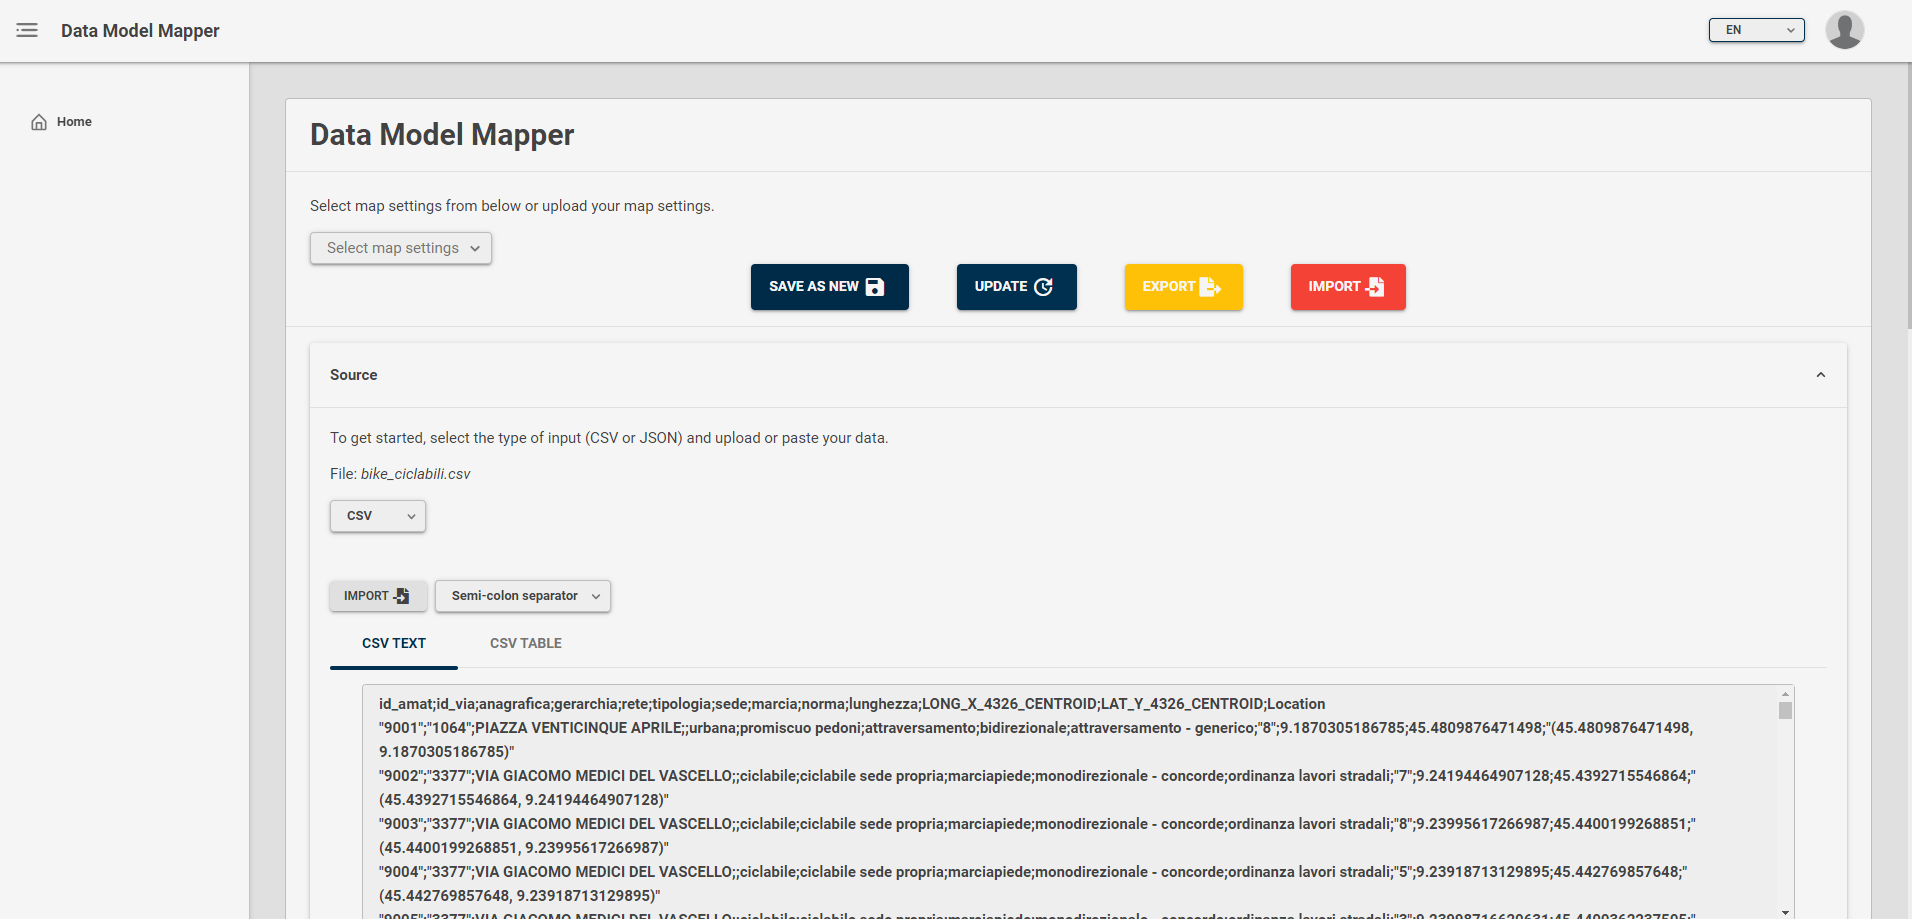 Data Model Mapper
EN
Home
Data Model Mapper
Select map settings from below or upload your map settings.
Select map settings
SAVE AS NEW
UPDATE
EXPORT
IMPORT
Source
To get started, select the type of input (CSV or JSON) and upload or paste your data.
File: bike_ciclabili.csv
CSV
IMPORT
Semi-colon separator
CSV TEXT
CSV TABLE
id_amat;id_via;anagrafica;gerarchia;rete;tipologia;sede;marcia;norma;lunghezza;LONG_X_4326_CENTROID;LAT_Y_4326_CENTROID;Location
"9001";"1064";PIAZZA VENTICINQUE APRILE;;urbana;promiscuo pedoni;attraversamento;bidirezionale;attraversamento - generico;"8";9.1870305186785;45.4809876471498;"(45.4809876471498,
9.1870305186785)"
"9002";"3377";VIA GIACOMO MEDICI DEL VASCELLO;;ciclabile;ciclabile sede propria;marciapiede;monodirezionale - concorde;ordinanza lavori stradali;"7";9.24194464907128;45.4392715546864;"
(45.4392715546864, 9.24194464907128)"
"9003";"3377";VIA GIACOMO MEDICI DEL VASCELLO;;ciclabile;ciclabile sede propria;marciapiede;monodirezionale - concorde;ordinanza lavori stradali;"8";9.23995617266987;45.4400199268851;"
(45.4400199268851, 9.23995617266987)"
"9004";"3377";VIA GIACOMO MEDICI DEL VASCELLO;;ciclabile;ciclabile sede propria;marciapiede;monodirezionale - concorde;ordinanza lavori stradali;"5";9.23918713129895;45.442769857648;"
(45.442769857648, 9.23918713129895)"